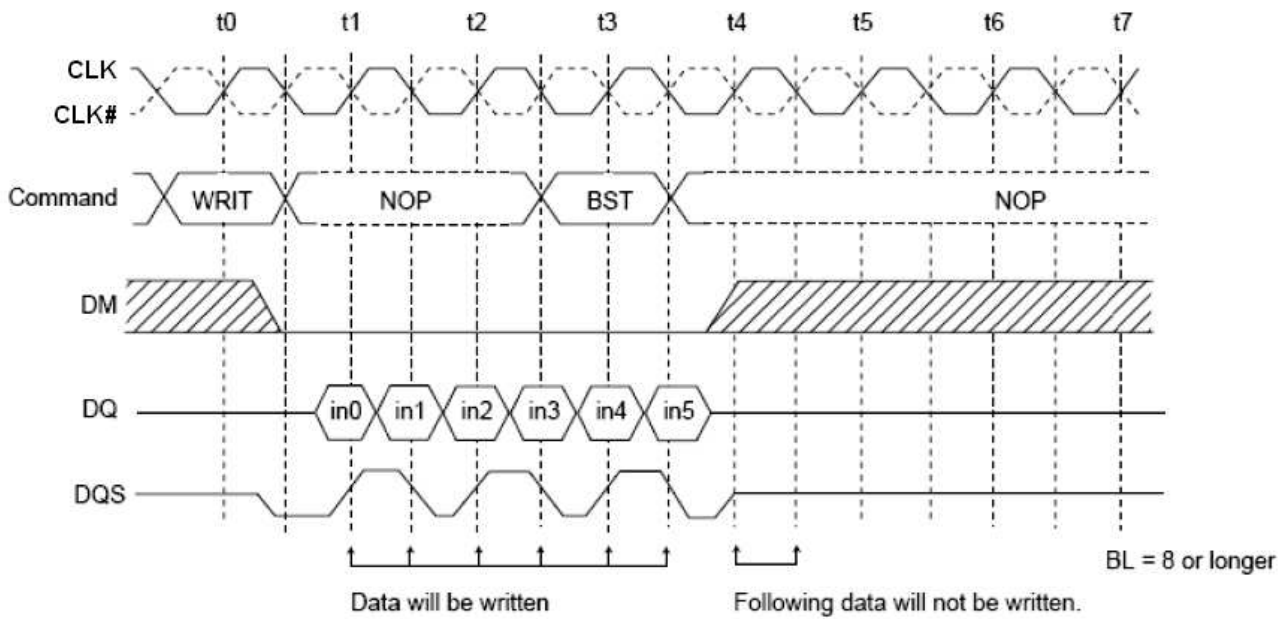 t0 t1 t2 t3 t4 t5 t6 t7
CLK
CLK#
Command WRIT NOP BST NOP
DM
DQ in0 in1 in2 in3 in4 in5
DQS
BL = 8 or longer
Data will be written Following data will not be written.